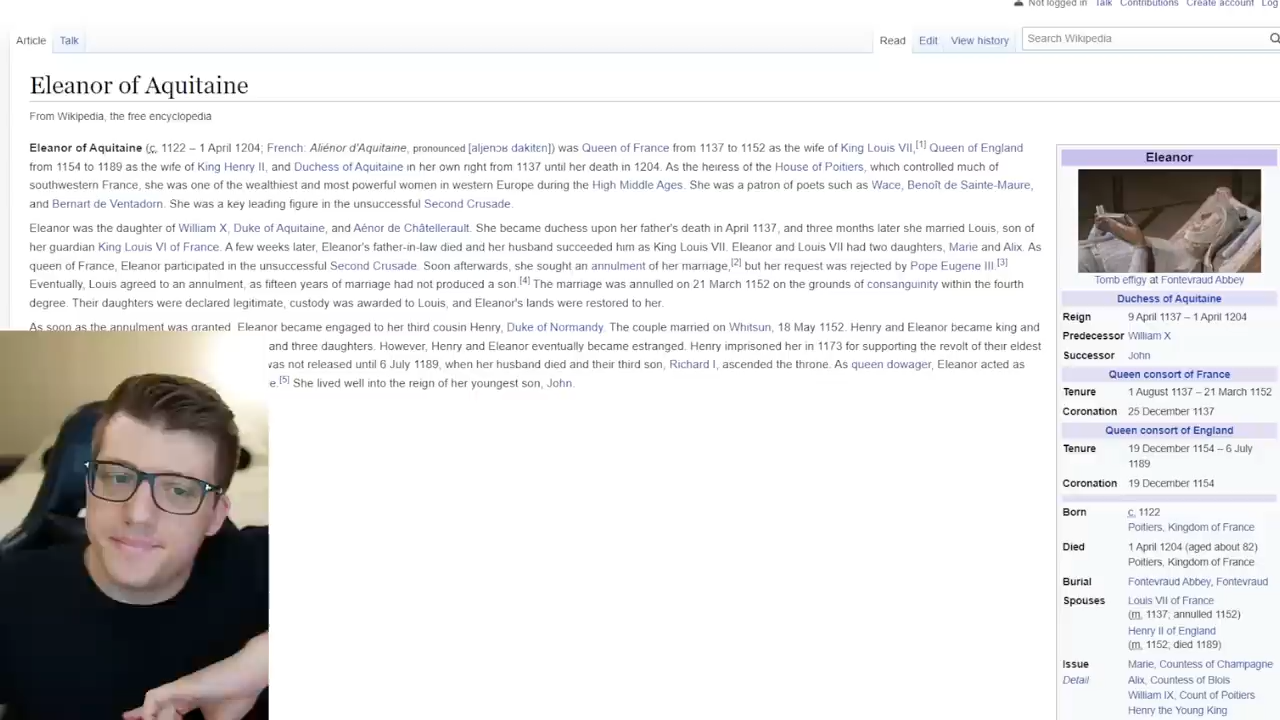 Not logged in Talk Contributions Create account Log
Article Talk
Read Edit View history
Search Wikipedia
Eleanor of Aquitaine
From Wikipedia, the free encyclopedia
Eleanor of Aquitaine (c. 1122 – 1 April 1204; French: Aliénor d'Aquitaine, pronounced [aljenɔʁ dakitɛn]) was Queen of France from 1137 to 1152 as the wife of King Louis VII,[1] Queen of England
from 1154 to 1189 as the wife of King Henry II, and Duchess of Aquitaine in her own right from 1137 until her death in 1204. As the heiress of the House of Poitiers, which controlled much of
southwestern France, she was one of the wealthiest and most powerful women in western Europe during the High Middle Ages. She was a patron of poets such as Wace, Benoît de Sainte-Maure,
and Bernart de Ventadorn. She was a key leading figure in the unsuccessful Second Crusade.
Eleanor was the daughter of William X, Duke of Aquitaine, and Aénor de Châtellerault. She became duchess upon her father's death in April 1137, and three months later she married Louis, son of
her guardian King Louis VI of France. A few weeks later, Eleanor's father-in-law died and her husband succeeded him as King Louis VII. Eleanor and Louis VII had two daughters, Marie and Alix. As
queen of France, Eleanor participated in the unsuccessful Second Crusade. Soon afterwards, she sought an annulment of her marriage,[2] but her request was rejected by Pope Eugene III.[3]
Eventually, Louis agreed to an annulment, as fifteen years of marriage had not produced a son.[4] The marriage was annulled on 21 March 1152 on the grounds of consanguinity within the fourth
degree. Their daughters were declared legitimate, custody was awarded to Louis, and Eleanor's lands were restored to her.
As soon as the annulment was granted, Eleanor became engaged to her third cousin Henry, Duke of Normandy. The couple married on Whitsun, 18 May 1152. Henry and Eleanor became king and
and three daughters. However, Henry and Eleanor eventually became estranged. Henry imprisoned her in 1173 for supporting the revolt of their eldest
was not released until 6 July 1189, when her husband died and their third son, Richard I, ascended the throne. As queen dowager, Eleanor acted as
e.[5] She lived well into the reign of her youngest son, John.
Eleanor
Tomb effigy at Fontevraud Abbey
Duchess of Aquitaine
Reign 9 April 1137 – 1 April 1204
Predecessor William X
Successor John
Queen consort of France
Tenure 1 August 1137 – 21 March 1152
Coronation 25 December 1137
Queen consort of England
Tenure 19 December 1154 – 6 July
1189
Coronation 19 December 1154
Born c. 1122
Poitiers, Kingdom of France
Died 1 April 1204 (aged about 82)
Poitiers, Kingdom of France
Burial Fontevraud Abbey, Fontevraud
Spouses Louis VII of France
(m. 1137; annulled 1152)
Henry II of England
(m. 1152; died 1189)
Issue Marie, Countess of Champagne
Detail Alix, Countess of Blois
William IX, Count of Poitiers
Henry the Young King